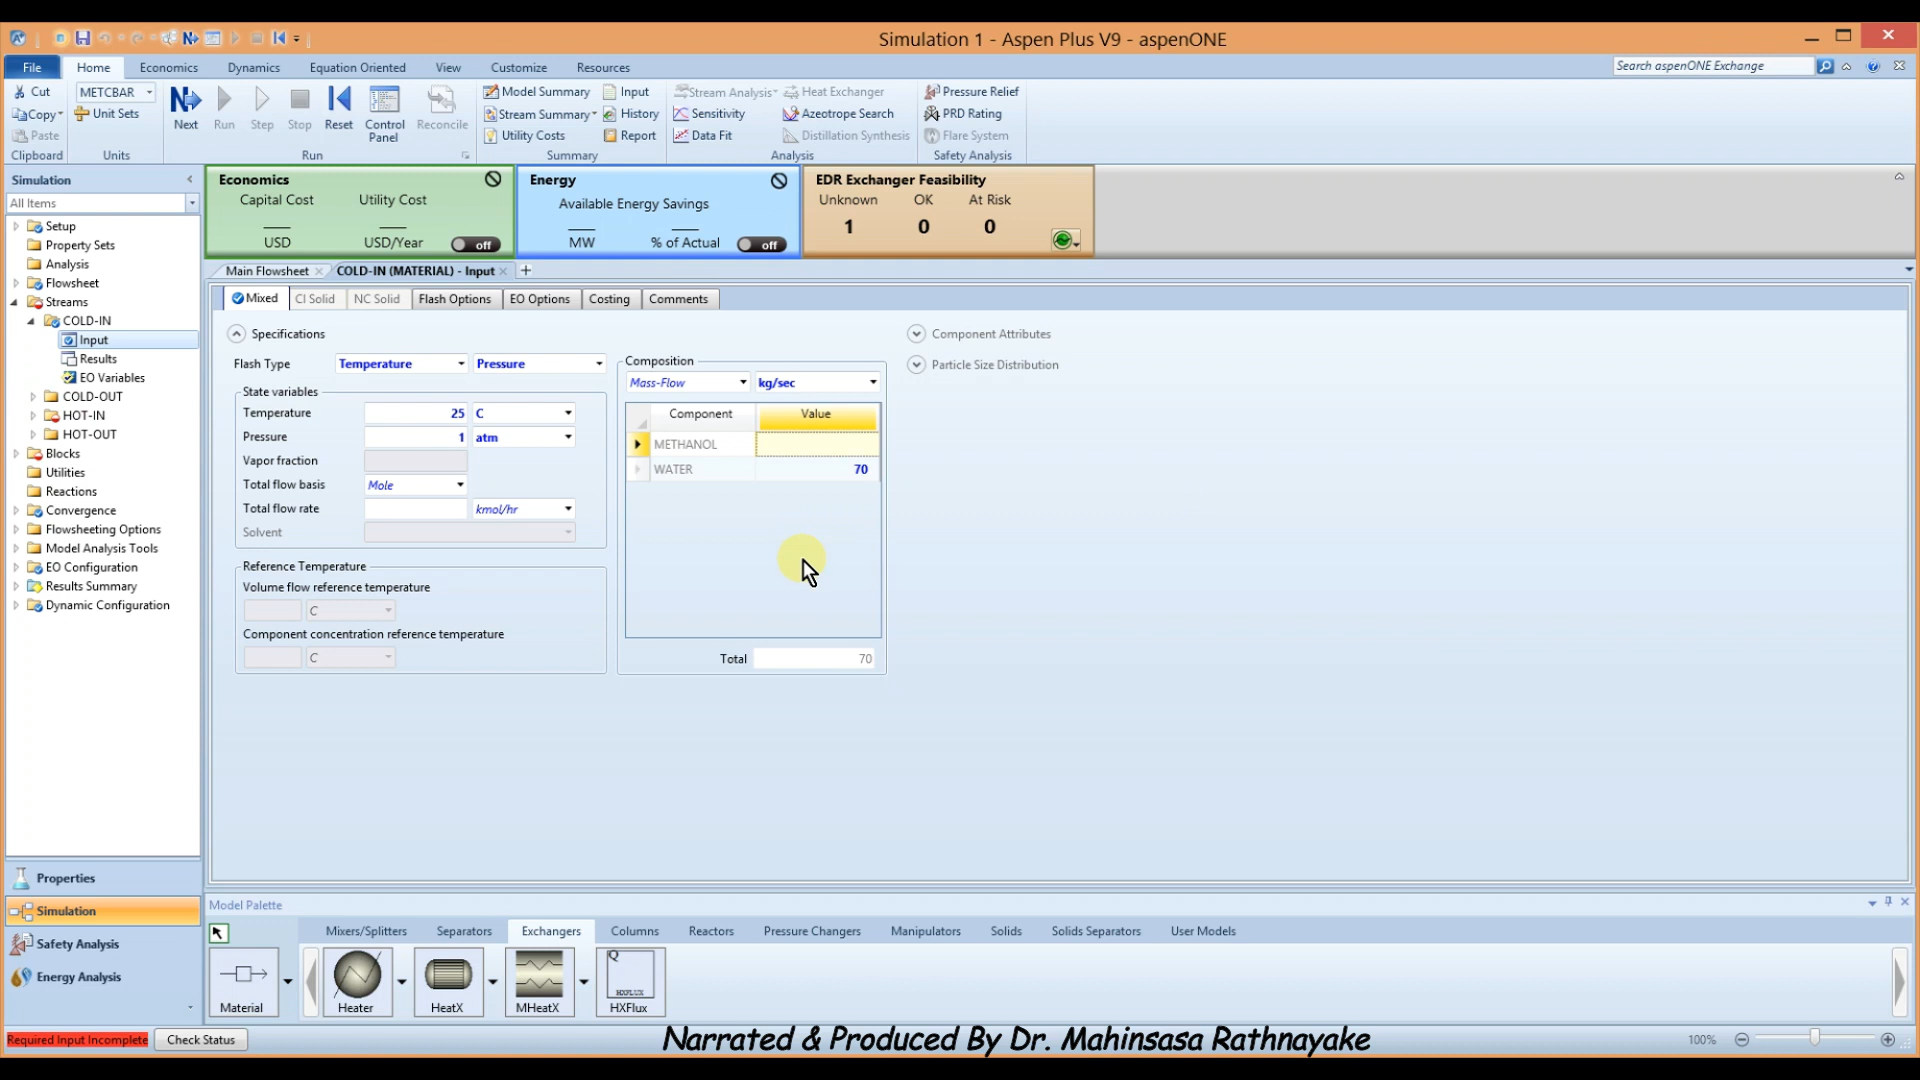 Simulation 1 - Aspen Plus V9 - aspenONE
File Home Economics Dynamics Equation Oriented View Customize Resources Search aspenONE Exchange
Cut METCBAR Model Summary Input Stream Analysis Heat Exchanger Pressure Relief
Copy Unit Sets Next Run Step Stop Reset Control Panel Reconcile Stream Summary History Sensitivity Azeotrope Search PRD Rating
Paste Utility Costs Report Data Fit Distillation Synthesis Flare System
Clipboard Units Run Summary Analysis Safety Analysis
Simulation
All Items
Setup
Property Sets
Analysis
Flowsheet
Streams
COLD-IN
Input
Results
EO Variables
COLD-OUT
HOT-IN
HOT-OUT
Blocks
Utilities
Reactions
Convergence
Flowsheeting Options
Model Analysis Tools
EO Configuration
Results Summary
Dynamic Configuration
Properties
Simulation
Safety Analysis
Energy Analysis
Economics
Capital Cost Utility Cost
USD USD/Year off
Energy
Available Energy Savings
MW % of Actual off
EDR Exchanger Feasibility
Unknown OK At Risk
1 0 0
Main Flowsheet COLD-IN (MATERIAL) - Input
Mixed CI Solid NC Solid Flash Options EO Options Costing Comments
Specifications
Flash Type Temperature Pressure
State variables
Temperature 25 C
Pressure 1 atm
Vapor fraction
Total flow basis Mole
Total flow rate kmol/hr
Solvent
Reference Temperature
Volume flow reference temperature
C
Component concentration reference temperature
C
Composition
Mass-Flow kg/sec
Component Value
METHANOL
WATER 70
Total 70
Component Attributes
Particle Size Distribution
Model Palette
Mixers/Splitters Separators Exchangers Columns Reactors Pressure Changers Manipulators Solids Solids Separators User Models
Q
HXFLUX
Material Heater HeatX MHeatX HXFlux
Required Input Incomplete Check Status 100%
Narrated & Produced By Dr. Mahinsasa Rathnayake